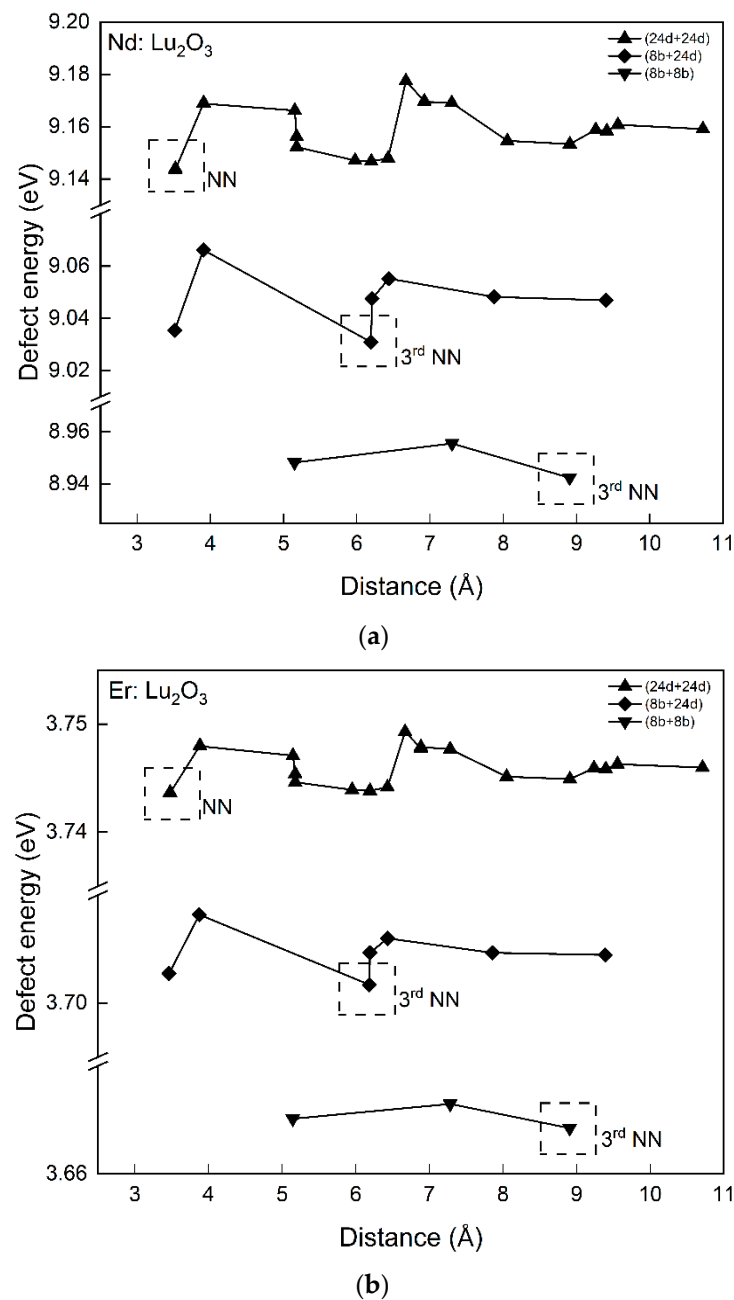 Nd: Lu2O3
(24d+24d)
(8b+24d)
(8b+8b)
9.20
9.18
9.16
9.14
9.06
9.04
9.02
8.96
8.94
Defect energy (eV)
NN
3rd NN
3rd NN
3 4 5 6 7 8 9 10 11
Distance (Å)
(a)
Er: Lu2O3
(24d+24d)
(8b+24d)
(8b+8b)
3.75
3.74
3.70
3.66
Defect energy (eV)
NN
3rd NN
3rd NN
3 4 5 6 7 8 9 10 11
Distance (Å)
(b)